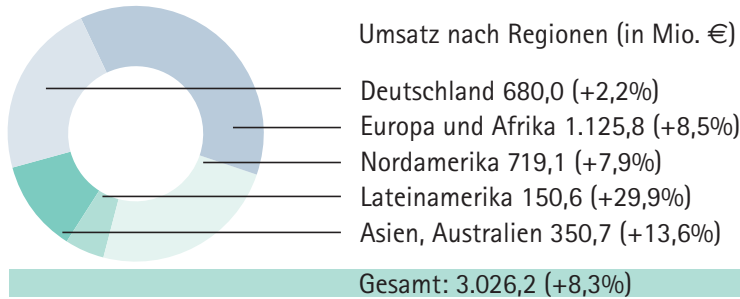 Umsatz nach Regionen (in Mio. €)
Deutschland 680,0 (+2,2%)
Europa und Afrika 1.125,8 (+8,5%)
Nordamerika 719,1 (+7,9%)
Lateinamerika 150,6 (+29,9%)
Asien, Australien 350,7 (+13,6%)
Gesamt: 3.026,2 (+8,3%)